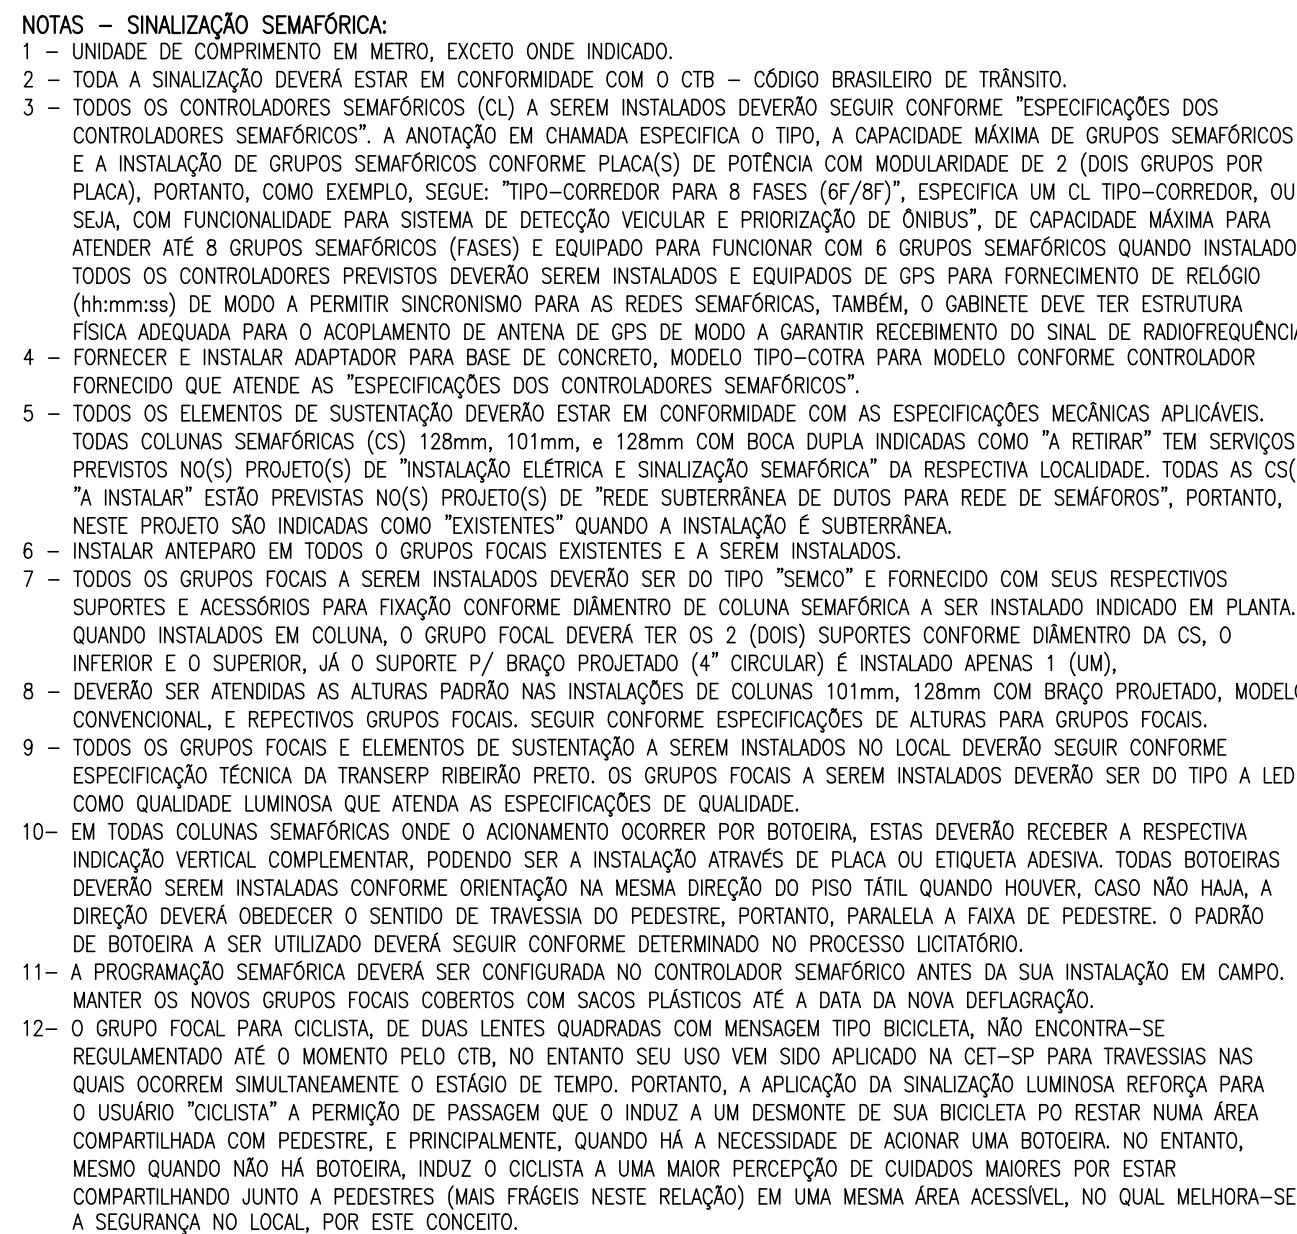 NOTAS – SINALIZAÇÃO SEMAFÓRICA:
1 – UNIDADE DE COMPRIMENTO EM METRO, EXCETO ONDE INDICADO.
2 – TODA A SINALIZAÇÃO DEVERÁ ESTAR EM CONFORMIDADE COM O CTB – CÓDIGO BRASILEIRO DE TRÂNSITO.
3 – TODOS OS CONTROLADORES SEMAFÓRICOS (CL) A SEREM INSTALADOS DEVERÃO SEGUIR CONFORME "ESPECIFICAÇÕES DOS
CONTROLADORES SEMAFÓRICOS". A ANOTAÇÃO EM CHAMADA ESPECIFICA O TIPO, A CAPACIDADE MÁXIMA DE GRUPOS SEMAFÓRICOS
E A INSTALAÇÃO DE GRUPOS SEMAFÓRICOS CONFORME PLACA(S) DE POTÊNCIA COM MODULARIDADE DE 2 (DOIS GRUPOS POR
PLACA), PORTANTO, COMO EXEMPLO, SEGUE: "TIPO–CORREDOR PARA 8 FASES (6F/8F)", ESPECIFICA UM CL TIPO–CORREDOR, OU
SEJA, COM FUNCIONALIDADE PARA SISTEMA DE DETECÇÃO VEICULAR E PRIORIZAÇÃO DE ÔNIBUS", DE CAPACIDADE MÁXIMA PARA
ATENDER ATÉ 8 GRUPOS SEMAFÓRICOS (FASES) E EQUIPADO PARA FUNCIONAR COM 6 GRUPOS SEMAFÓRICOS QUANDO INSTALADO
TODOS OS CONTROLADORES PREVISTOS DEVERÃO SEREM INSTALADOS E EQUIPADOS DE GPS PARA FORNECIMENTO DE RELÓGIO
(hh:mm:ss) DE MODO A PERMITIR SINCRONISMO PARA AS REDES SEMAFÓRICAS, TAMBÉM, O GABINETE DEVE TER ESTRUTURA
FÍSICA ADEQUADA PARA O ACOPLAMENTO DE ANTENA DE GPS DE MODO A GARANTIR RECEBIMENTO DO SINAL DE RADIOFREQUÊNCIA
4 – FORNECER E INSTALAR ADAPTADOR PARA BASE DE CONCRETO, MODELO TIPO–COTRA PARA MODELO CONFORME CONTROLADOR
FORNECIDO QUE ATENDE AS "ESPECIFICAÇÕES DOS CONTROLADORES SEMAFÓRICOS".
5 – TODOS OS ELEMENTOS DE SUSTENTAÇÃO DEVERÃO ESTAR EM CONFORMIDADE COM AS ESPECIFICAÇÔES MECÂNICAS APLICÁVEIS.
TODAS COLUNAS SEMAFÓRICAS (CS) 128mm, 101mm, e 128mm COM BOCA DUPLA INDICADAS COMO "A RETIRAR" TEM SERVIÇOS
PREVISTOS NO(S) PROJETO(S) DE "INSTALAÇÃO ELÉTRICA E SINALIZAÇÃO SEMAFÓRICA" DA RESPECTIVA LOCALIDADE. TODAS AS CS(
"A INSTALAR" ESTÃO PREVISTAS NO(S) PROJETO(S) DE "REDE SUBTERRÂNEA DE DUTOS PARA REDE DE SEMÁFOROS", PORTANTO,
NESTE PROJETO SÃO INDICADAS COMO "EXISTENTES" QUANDO A INSTALAÇÃO É SUBTERRÂNEA.
6 – INSTALAR ANTEPARO EM TODOS O GRUPOS FOCAIS EXISTENTES E A SEREM INSTALADOS.
7 – TODOS OS GRUPOS FOCAIS A SEREM INSTALADOS DEVERÃO SER DO TIPO "SEMCO" E FORNECIDO COM SEUS RESPECTIVOS
SUPORTES E ACESSÓRIOS PARA FIXAÇÃO CONFORME DIÂMENTRO DE COLUNA SEMAFÓRICA A SER INSTALADO INDICADO EM PLANTA.
QUANDO INSTALADOS EM COLUNA, O GRUPO FOCAL DEVERÁ TER OS 2 (DOIS) SUPORTES CONFORME DIÂMENTRO DA CS, O
INFERIOR E O SUPERIOR, JÁ O SUPORTE P/ BRAÇO PROJETADO (4" CIRCULAR) É INSTALADO APENAS 1 (UM),
8 – DEVERÃO SER ATENDIDAS AS ALTURAS PADRÃO NAS INSTALAÇÕES DE COLUNAS 101mm, 128mm COM BRAÇO PROJETADO, MODELO
CONVENCIONAL, E REPECTIVOS GRUPOS FOCAIS. SEGUIR CONFORME ESPECIFICAÇÕES DE ALTURAS PARA GRUPOS FOCAIS.
9 – TODOS OS GRUPOS FOCAIS E ELEMENTOS DE SUSTENTAÇÃO A SEREM INSTALADOS NO LOCAL DEVERÃO SEGUIR CONFORME
ESPECIFICAÇÃO TÉCNICA DA TRANSERP RIBEIRÃO PRETO. OS GRUPOS FOCAIS A SEREM INSTALADOS DEVERÃO SER DO TIPO A LED
COMO QUALIDADE LUMINOSA QUE ATENDA AS ESPECIFICAÇÕES DE QUALIDADE.
10– EM TODAS COLUNAS SEMAFÓRICAS ONDE O ACIONAMENTO OCORRER POR BOTOEIRA, ESTAS DEVERÃO RECEBER A RESPECTIVA
INDICAÇÃO VERTICAL COMPLEMENTAR, PODENDO SER A INSTALAÇÃO ATRAVÉS DE PLACA OU ETIQUETA ADESIVA. TODAS BOTOEIRAS
DEVERÃO SEREM INSTALADAS CONFORME ORIENTAÇÃO NA MESMA DIREÇÃO DO PISO TÁTIL QUANDO HOUVER, CASO NÃO HAJA, A
DIREÇÃO DEVERÁ OBEDECER O SENTIDO DE TRAVESSIA DO PEDESTRE, PORTANTO, PARALELA A FAIXA DE PEDESTRE. O PADRÃO
DE BOTOEIRA A SER UTILIZADO DEVERÁ SEGUIR CONFORME DETERMINADO NO PROCESSO LICITATÓRIO.
11– A PROGRAMAÇÃO SEMAFÓRICA DEVERÁ SER CONFIGURADA NO CONTROLADOR SEMAFÓRICO ANTES DA SUA INSTALAÇÃO EM CAMPO.
MANTER OS NOVOS GRUPOS FOCAIS COBERTOS COM SACOS PLÁSTICOS ATÉ A DATA DA NOVA DEFLAGRAÇÃO.
12– O GRUPO FOCAL PARA CICLISTA, DE DUAS LENTES QUADRADAS COM MENSAGEM TIPO BICICLETA, NÃO ENCONTRA–SE
REGULAMENTADO ATÉ O MOMENTO PELO CTB, NO ENTANTO SEU USO VEM SIDO APLICADO NA CET–SP PARA TRAVESSIAS NAS
QUAIS OCORREM SIMULTANEAMENTE O ESTÁGIO DE TEMPO. PORTANTO, A APLICAÇÃO DA SINALIZAÇÃO LUMINOSA REFORÇA PARA
O USUÁRIO "CICLISTA" A PERMIÇÃO DE PASSAGEM QUE O INDUZ A UM DESMONTE DE SUA BICICLETA PO RESTAR NUMA ÁREA
COMPARTILHADA COM PEDESTRE, E PRINCIPALMENTE, QUANDO HÁ A NECESSIDADE DE ACIONAR UMA BOTOEIRA. NO ENTANTO,
MESMO QUANDO NÃO HÁ BOTOEIRA, INDUZ O CICLISTA A UMA MAIOR PERCEPÇÃO DE CUIDADOS MAIORES POR ESTAR
COMPARTILHANDO JUNTO A PEDESTRES (MAIS FRÁGEIS NESTE RELAÇÃO) EM UMA MESMA ÁREA ACESSÍVEL, NO QUAL MELHORA–SE
A SEGURANÇA NO LOCAL, POR ESTE CONCEITO.